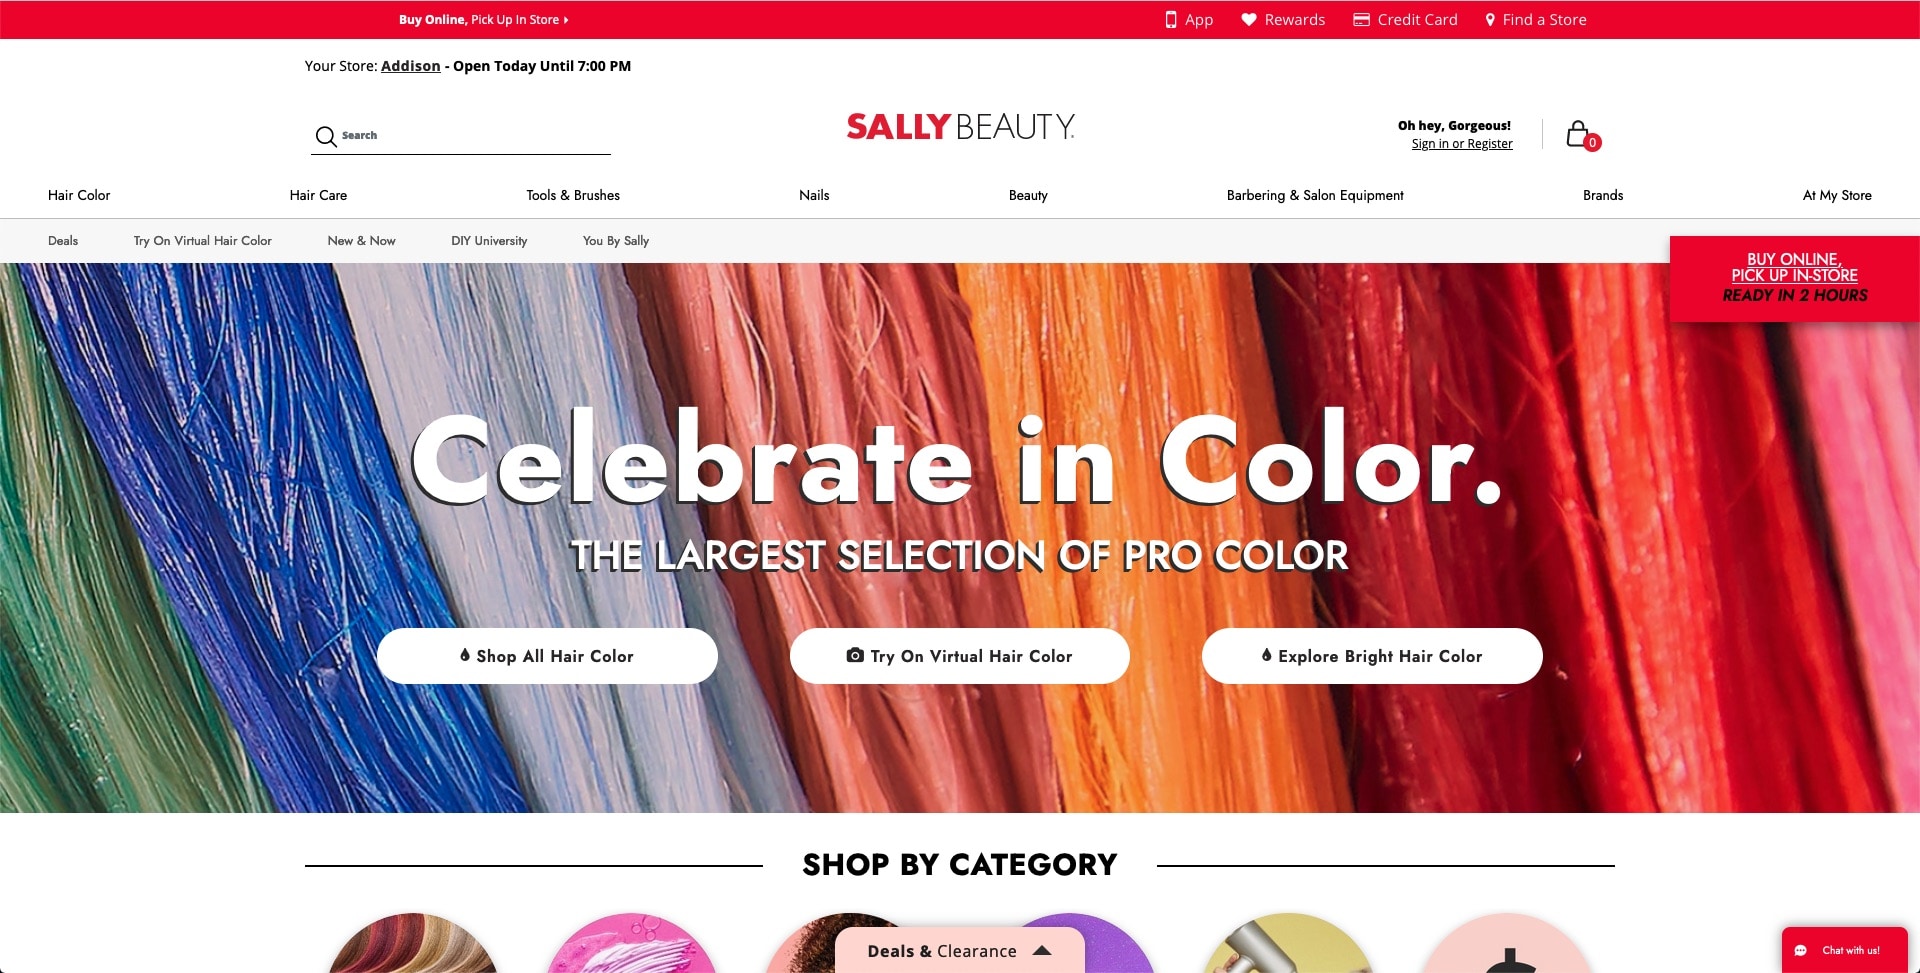 Buy Online, Pick Up In Store
App Rewards Credit Card Find a Store
Your Store: Addison - Open Today Until 7:00 PM
Search
SALLY BEAUTY.
Oh hey, Gorgeous!
Sign in or Register
0
Hair Color Hair Care Tools & Brushes Nails Beauty Barbering & Salon Equipment Brands At My Store
Deals Try On Virtual Hair Color New & Now DIY University You By Sally
BUY ONLINE,
PICK UP IN-STORE
READY IN 2 HOURS
Celebrate in Color.
THE LARGEST SELECTION OF PRO COLOR
Shop All Hair Color
Try On Virtual Hair Color
Explore Bright Hair Color
SHOP BY CATEGORY
Deals & Clearance
Chat with us!